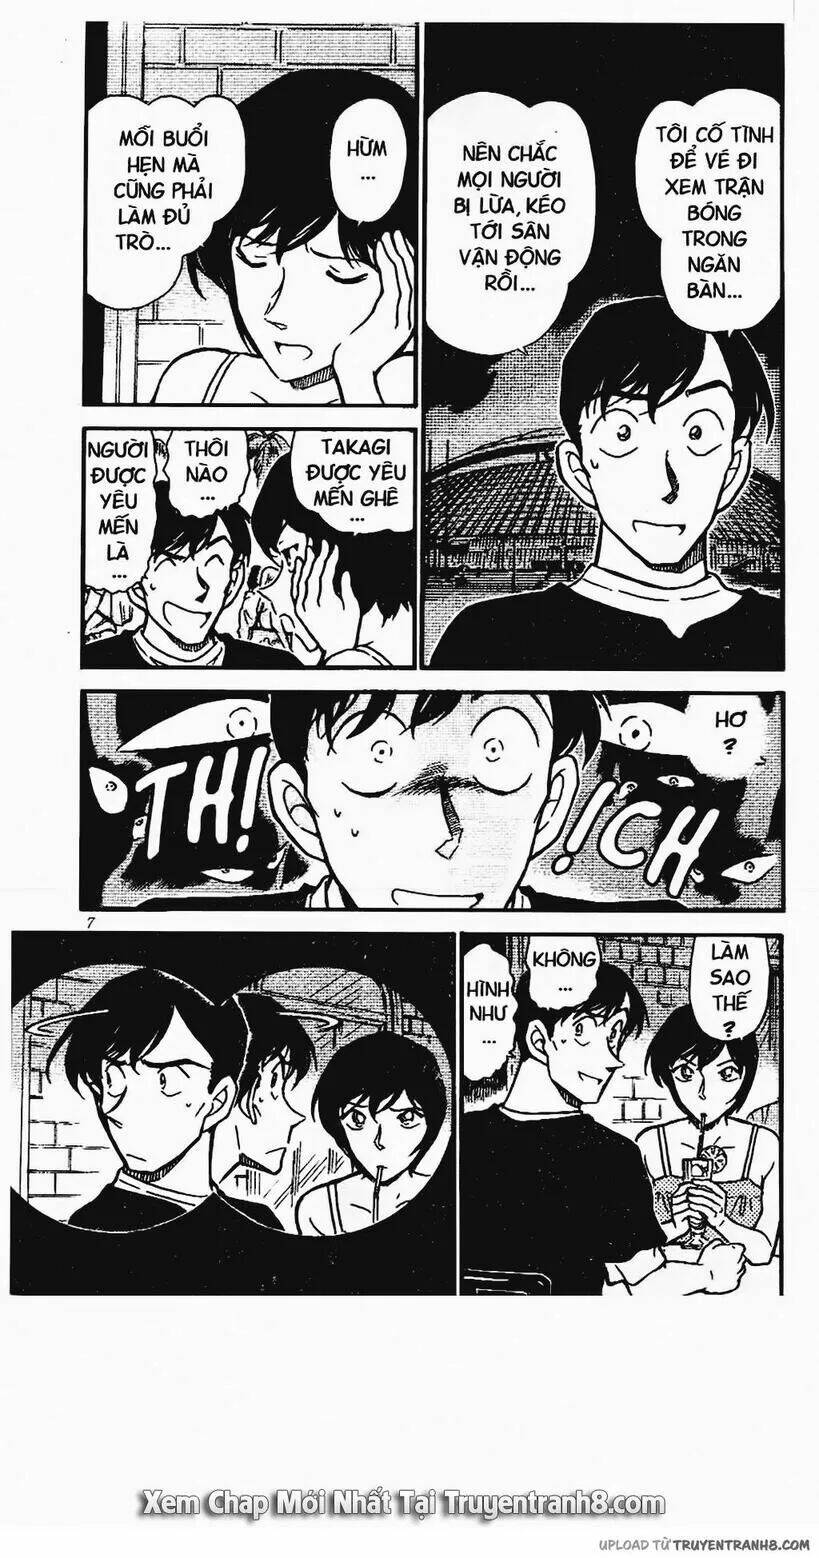 TÔI CỐ TÌNH
ĐỂ VÉ ĐI
XEM TRẬN
BÓNG
TRONG
NGĂN
BÀN...
NÊN CHẮC
MỌI NGƯỜI
BỊ LỪA, KÉO
TỚI SÂN
VẬN ĐỘNG
RỒI...
HỪM
...
MỖI BUỔI
HẸN MÀ
CŨNG PHẢI
LÀM ĐỦ
TRÒ...
TAKAGI
ĐƯỢC YÊU
MẾN GHÊ
...
THÔI
NÀO
...
NGƯỜI
ĐƯỢC
YÊU
MẾN
LÀ
...
HƠ
?
TH!
!ỊCH
7
LÀM
SAO
THẾ
?
KHÔNG
...
HÌNH
NHƯ
...
Xem Chap Mới Nhất Tại Truyentranh8.com
UPLOAD TỪ TRUYENTRANH8.COM